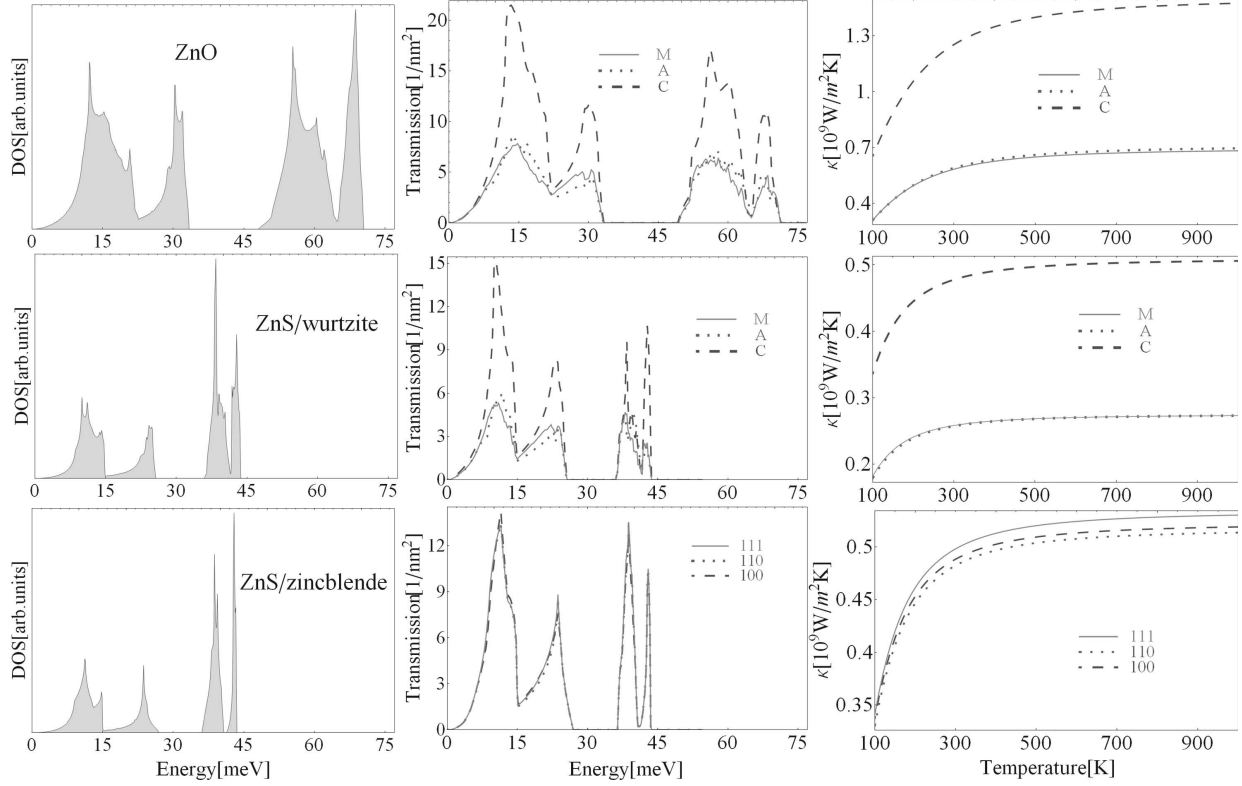 DOS[arb.units]
ZnO
0 15 30 45 60 75
Transmission[1/nm²]
20
15
10
5
0
M
A
C
0 15 30 45 60 75
κ[10⁹W/m²K]
1.3
1.
0.7
0.4
M
A
C
100 300 500 700 900
DOS[arb.units]
ZnS/wurtzite
0 15 30 45 60 75
Transmission[1/nm²]
15
12
9
6
3
0
M
A
C
0 15 30 45 60 75
κ[10⁹W/m²K]
0.5
0.4
0.3
0.2
M
A
C
100 300 500 700 900
DOS[arb.units]
ZnS/zincblende
0 15 30 45 60 75
Energy[meV]
Transmission[1/nm²]
12
9
6
3
0
111
110
100
0 15 30 45 60 75
Energy[meV]
κ[10⁹W/m²K]
0.5
0.45
0.4
0.35
111
110
100
100 300 500 700 900
Temperature[K]